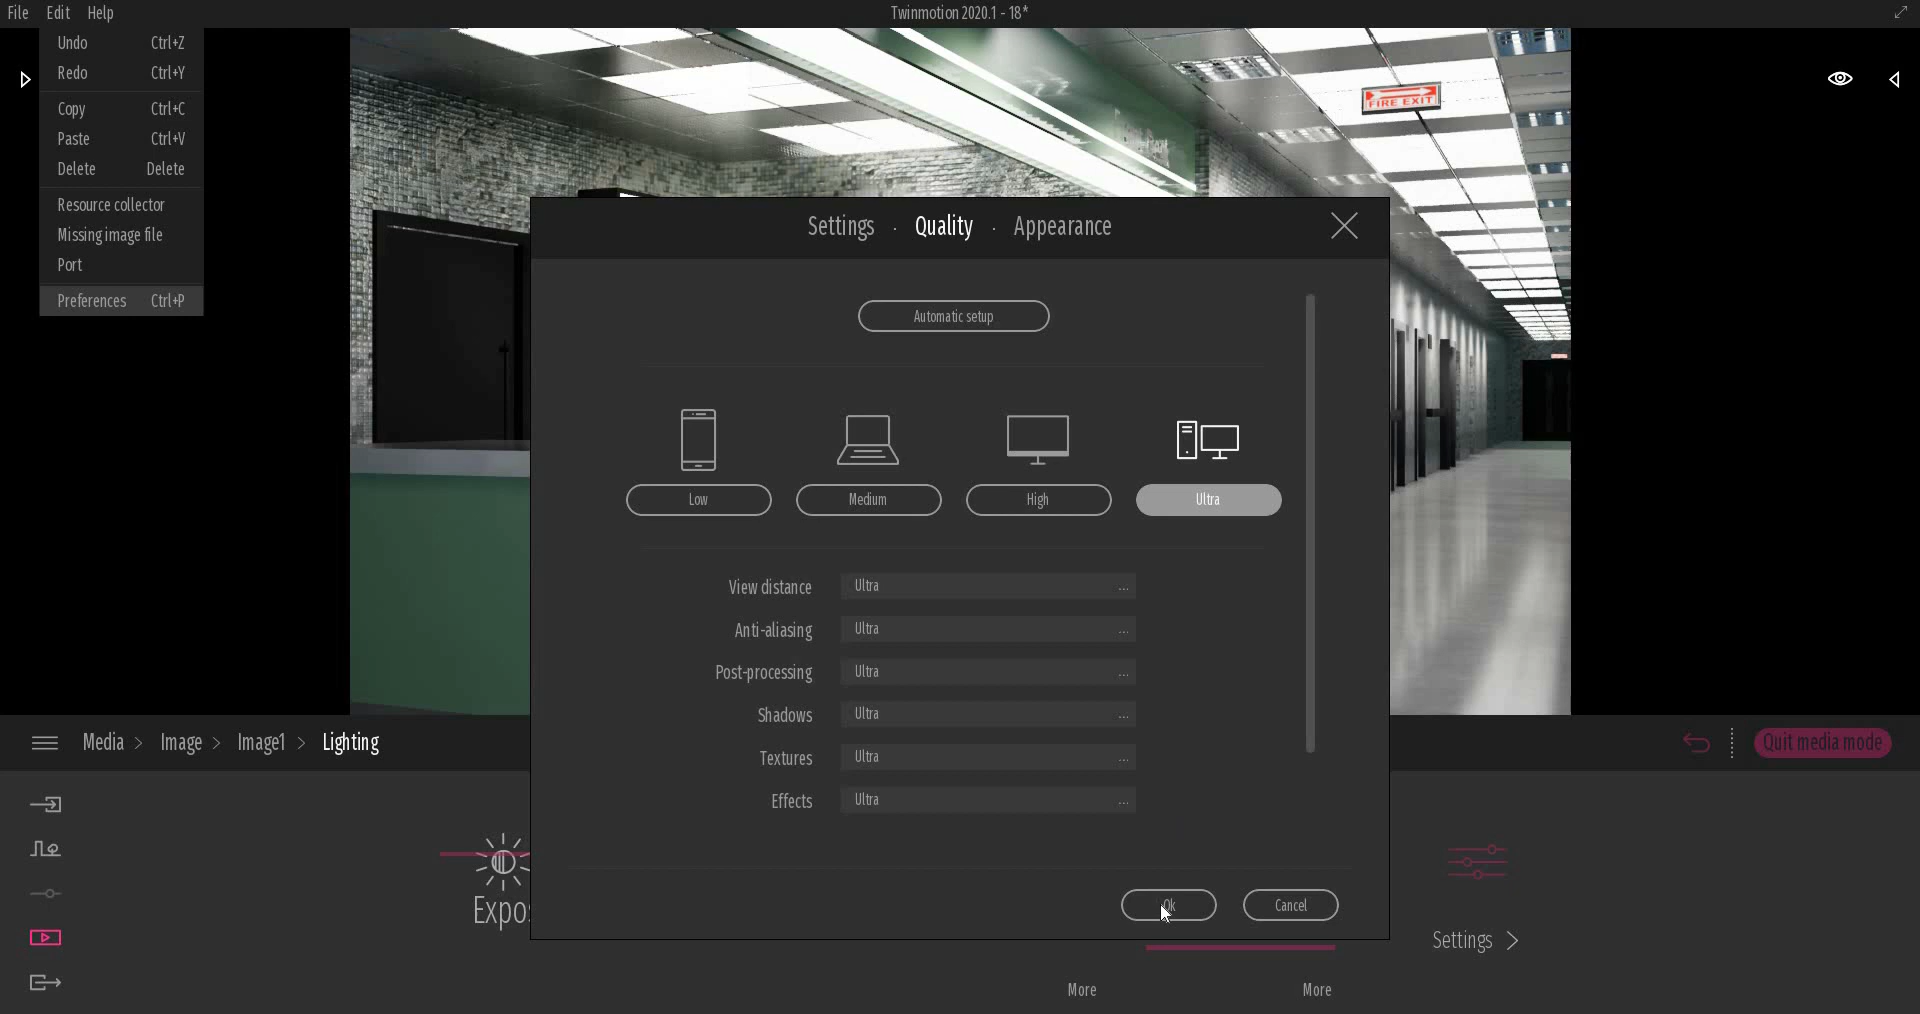 File Edit Help
Twinmotion 2020.1 - 18*
Undo Ctrl+Z
Redo Ctrl+Y
Copy Ctrl+C
Paste Ctrl+V
Delete Delete
Resource collector
Missing image file
Port
Preferences Ctrl+P
FIRE EXIT
Settings · Quality · Appearance
Automatic setup
Low Medium High Ultra
View distance Ultra ...
Anti-aliasing Ultra ...
Post-processing Ultra ...
Shadows Ultra ...
Textures Ultra ...
Effects Ultra ...
Ok Cancel
Media > Image > Image1 > Lighting
Quit media mode
Expos
Settings >
More More